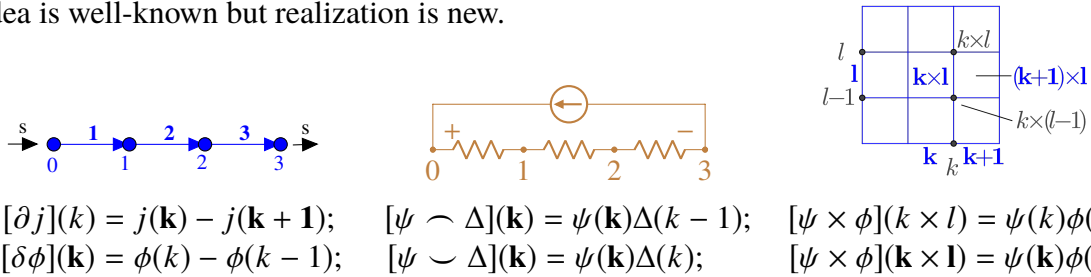 dea is well-known but realization is new.
s 1 2 3 s
0 1 2 3
+ −
0 1 2 3
l k×l
l k×l (k+1)×l
l−1
k×(l−1)
k k k+1
[∂j](k) = j(k) − j(k + 1); [ψ ⌢ Δ](k) = ψ(k)Δ(k − 1); [ψ × φ](k × l) = ψ(k)φ(
[δφ](k) = φ(k) − φ(k − 1); [ψ ⌣ Δ](k) = ψ(k)Δ(k); [ψ × φ](k × l) = ψ(k)φ